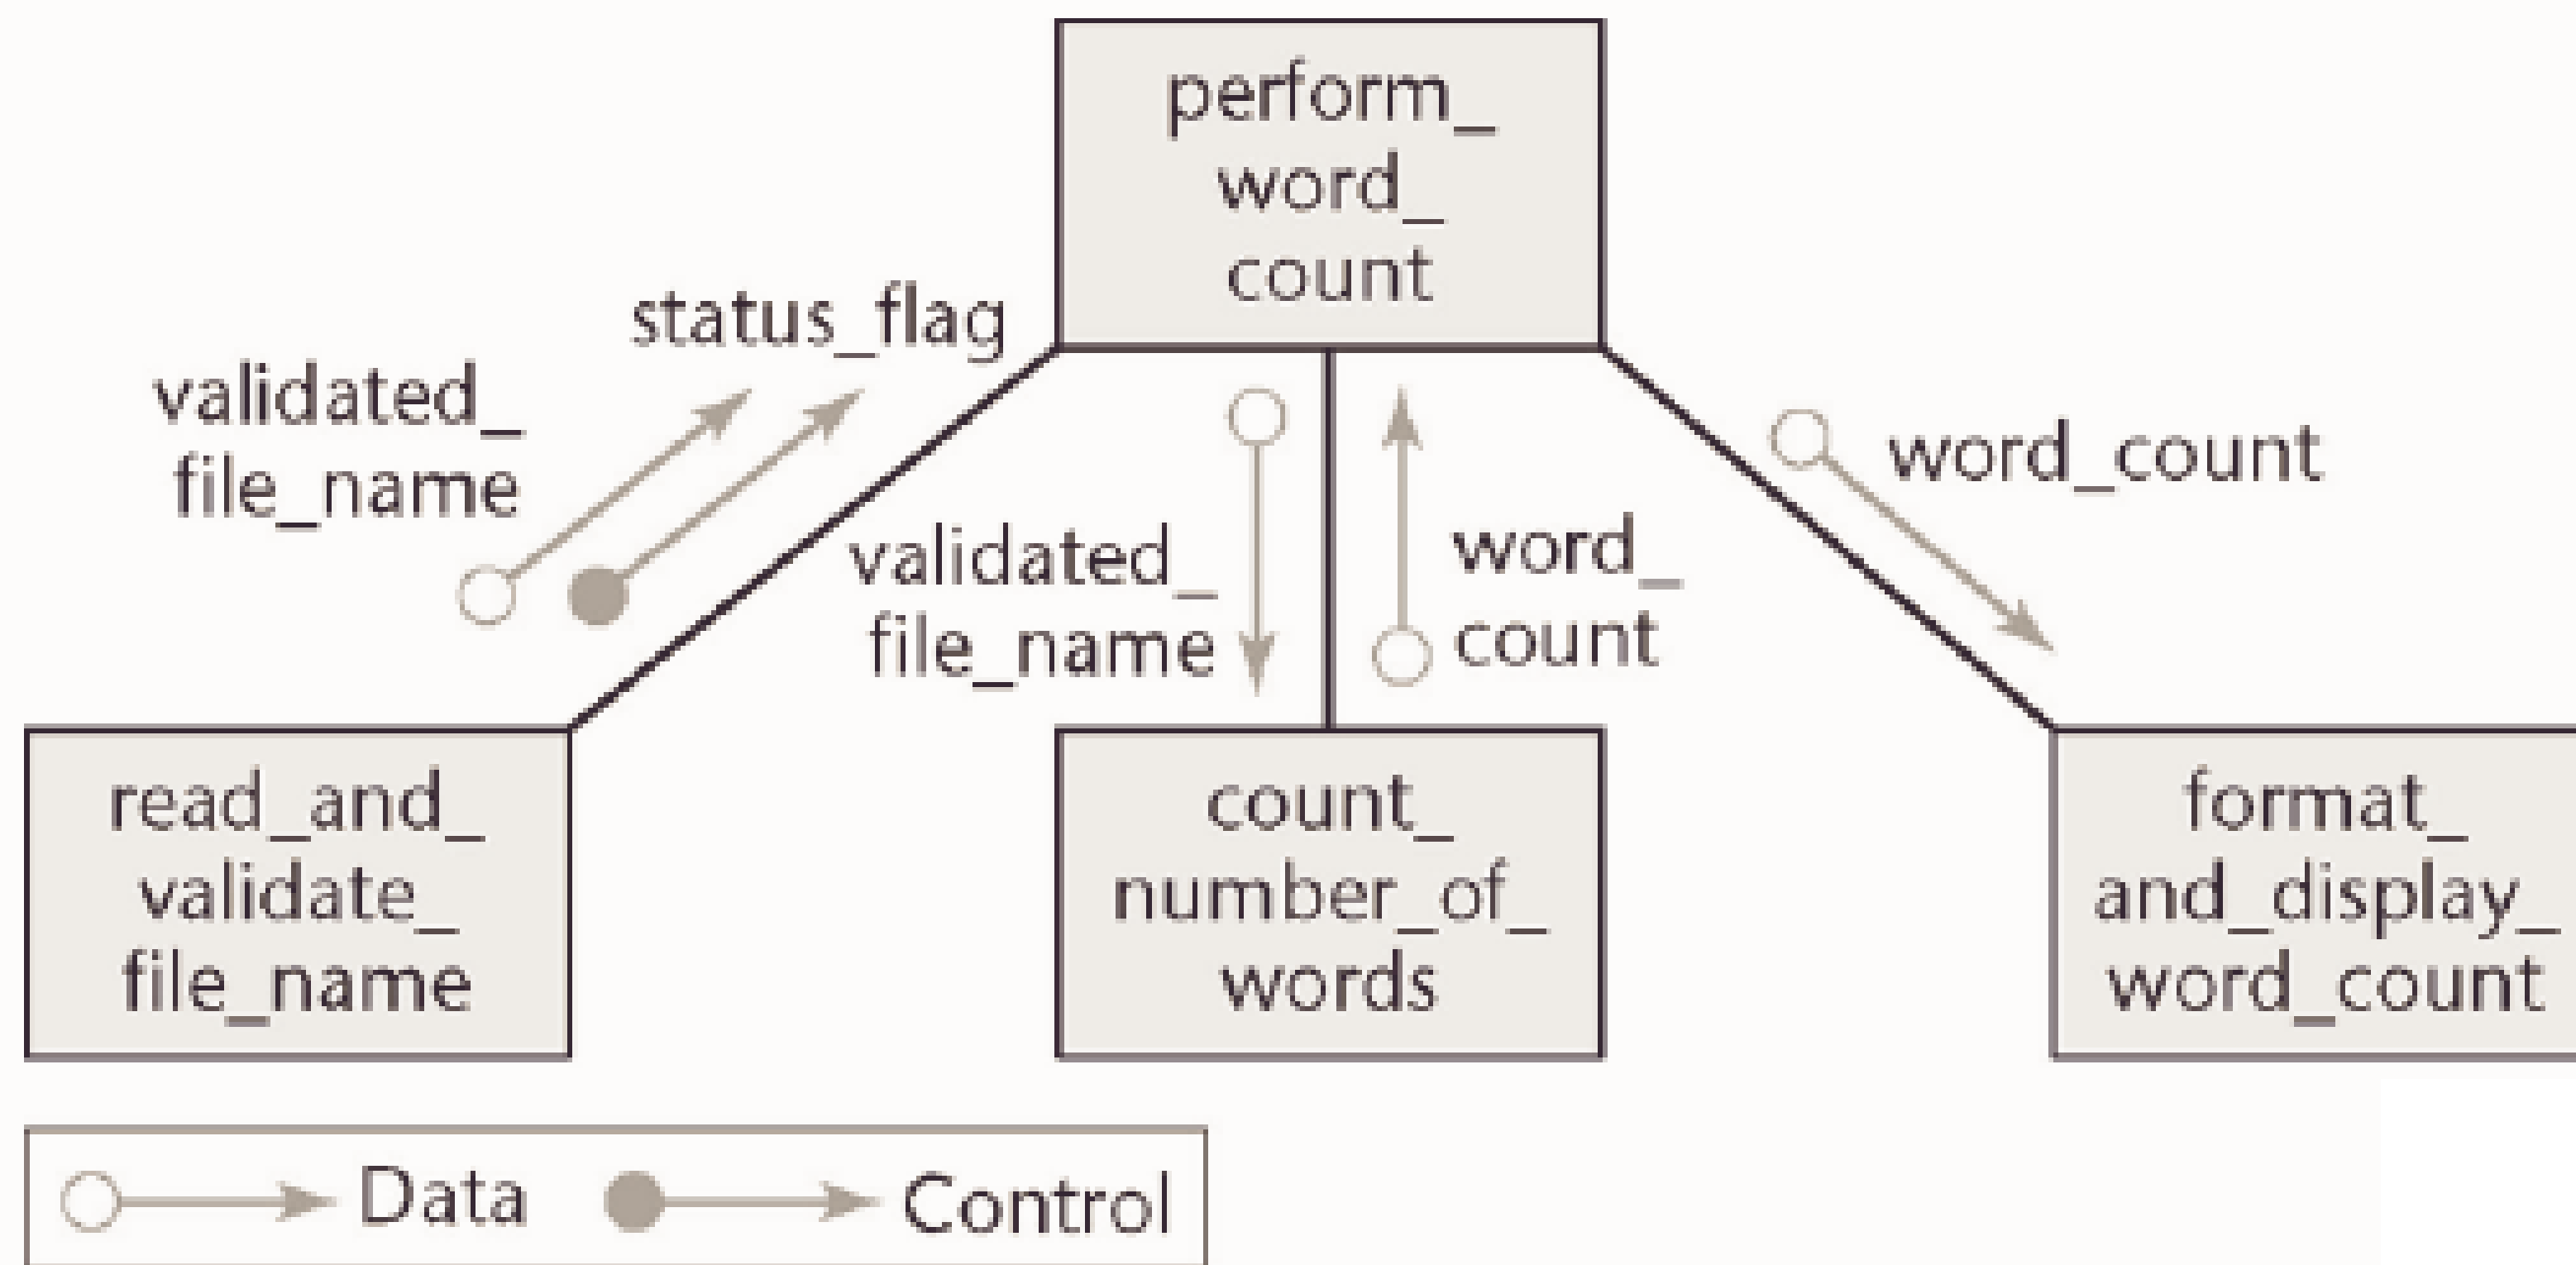 perform_
word_
count
status_flag
validated_
file_name
validated_
file_name
word_
count
word_count
read_and_
validate_
file_name
count_
number_of_
words
format_
and_display_
word_count
Data
Control